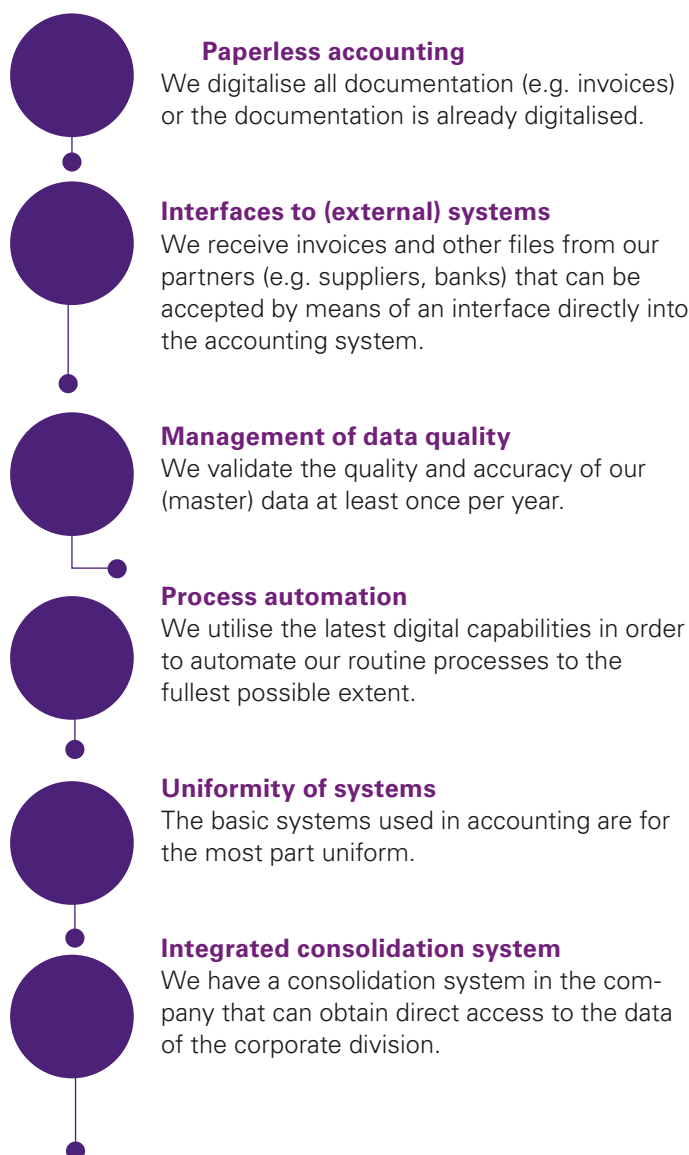 Paperless accounting
We digitalise all documentation (e.g. invoices)
or the documentation is already digitalised.
Interfaces to (external) systems
We receive invoices and other files from our
partners (e.g. suppliers, banks) that can be
accepted by means of an interface directly into
the accounting system.
Management of data quality
We validate the quality and accuracy of our
(master) data at least once per year.
Process automation
We utilise the latest digital capabilities in order
to automate our routine processes to the
fullest possible extent.
Uniformity of systems
The basic systems used in accounting are for
the most part uniform.
Integrated consolidation system
We have a consolidation system in the com-
pany that can obtain direct access to the data
of the corporate division.